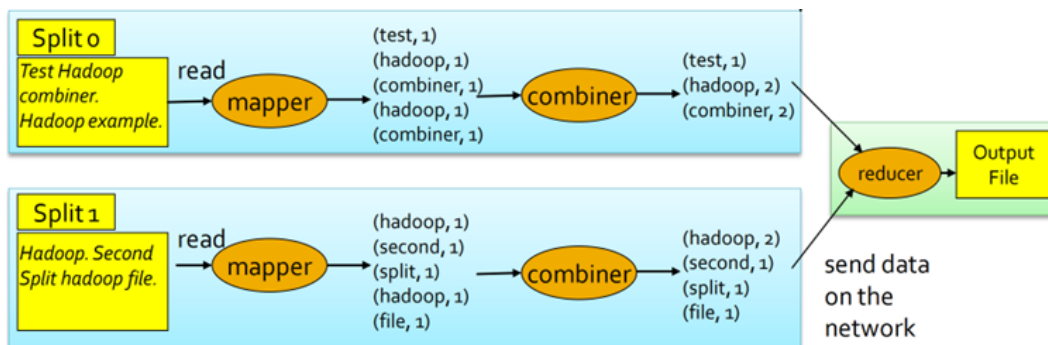 Split 0
Test Hadoop
combiner.
Hadoop example.
read
mapper
(test, 1)
(hadoop, 1)
(combiner, 1)
(hadoop, 1)
(combiner, 1)
combiner
(test, 1)
(hadoop, 2)
(combiner, 2)
Split 1
Hadoop. Second
Split hadoop file.
read
mapper
(hadoop, 1)
(second, 1)
(split, 1)
(hadoop, 1)
(file, 1)
combiner
(hadoop, 2)
(second, 1)
(split, 1)
(file, 1)
reducer
Output
File
send data
on the
network